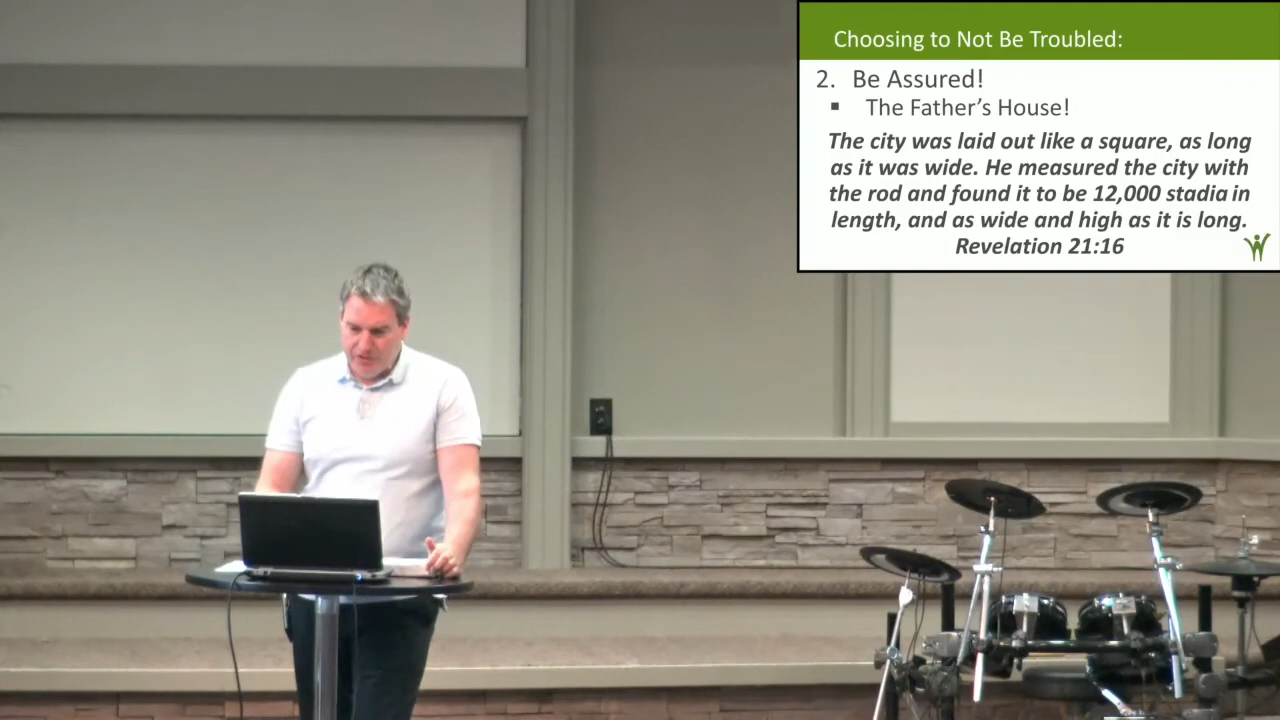 Choosing to Not Be Troubled:
2. Be Assured!
▪ The Father's House!
The city was laid out like a square, as long
as it was wide. He measured the city with
the rod and found it to be 12,000 stadia in
length, and as wide and high as it is long.
Revelation 21:16